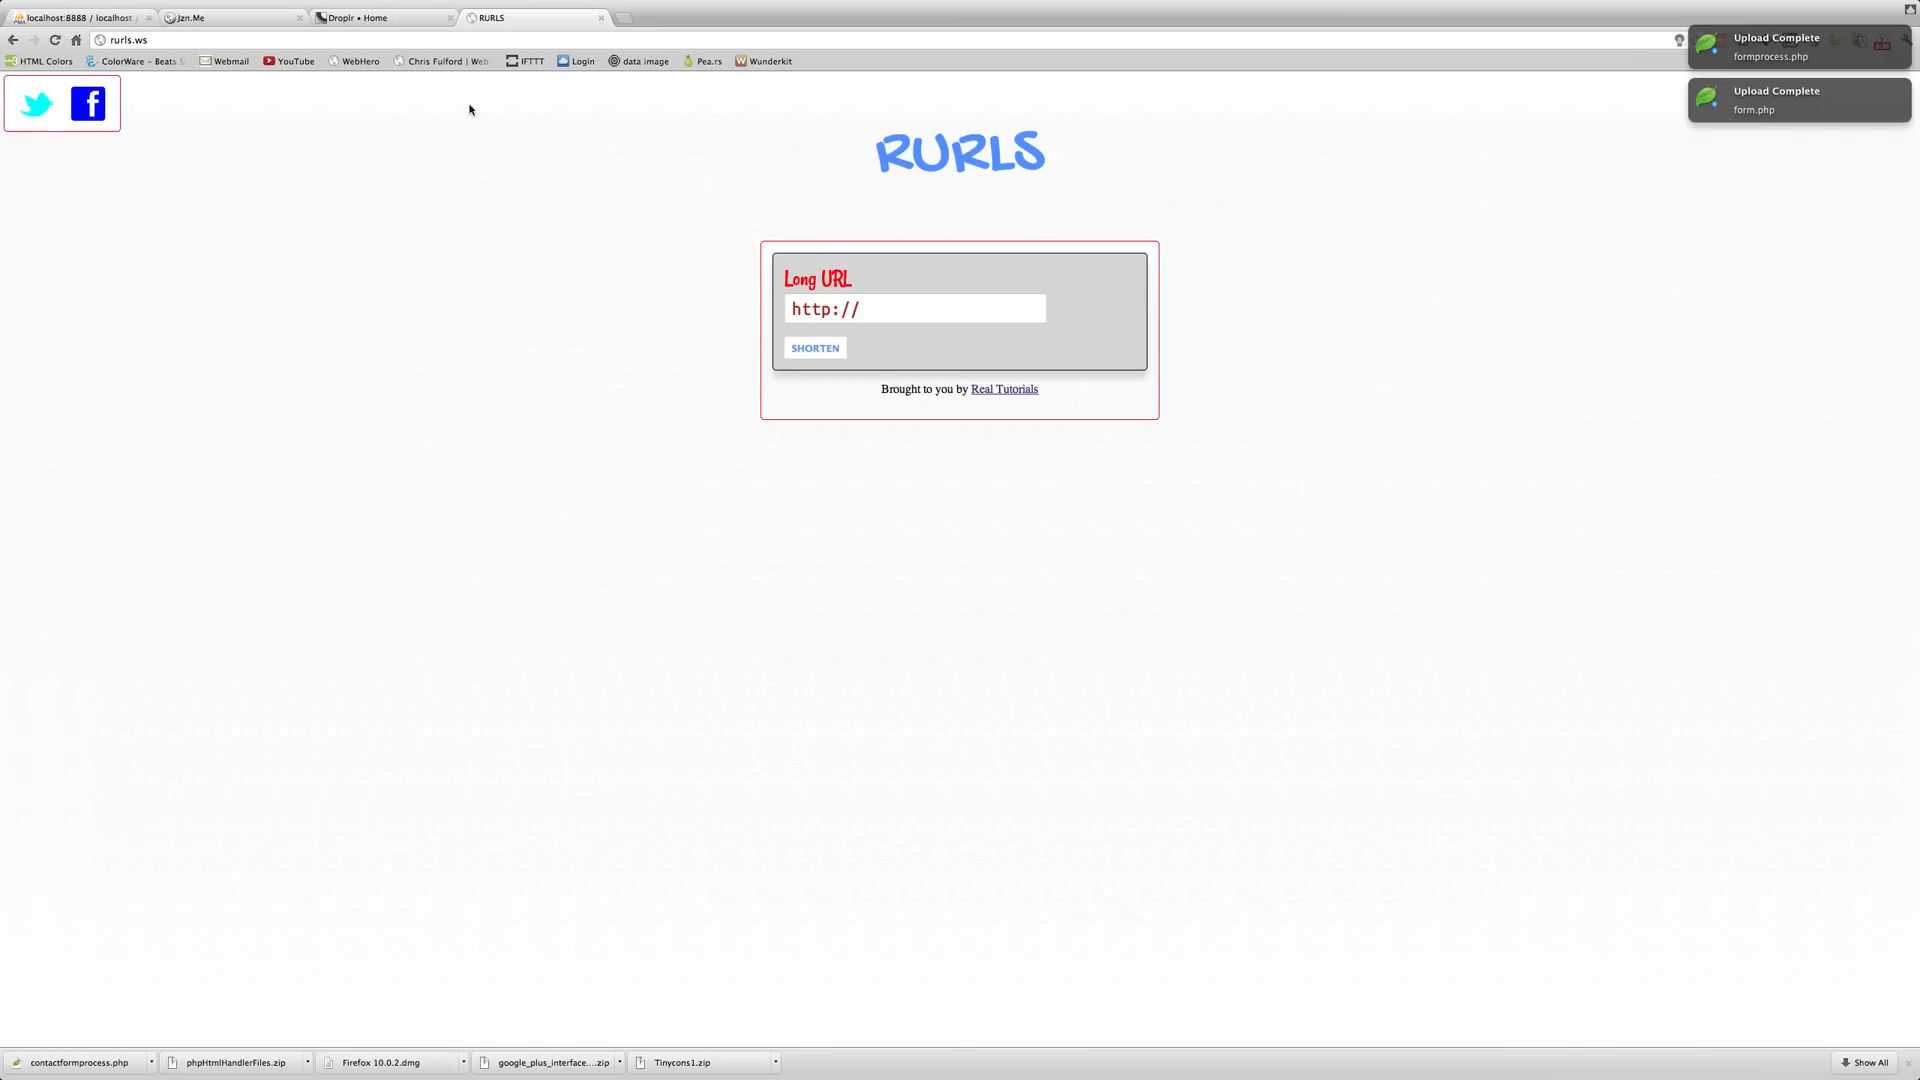 localhost:8888 / localhost
Jzn.Me
Droplr • Home
RURLS
rurls.ws
HTML Colors
ColorWare – Beats S
Webmail
YouTube
WebHero
Chris Fulford | Web
IFTTT
Login
data image
Pea.rs
Wunderkit
Upload Complete
formprocess.php
Upload Complete
form.php
f
RURLS
Long URL
http://
SHORTEN
Brought to you by Real Tutorials
contactformprocess.php
phpHtmlHandlerFiles.zip
Firefox 10.0.2.dmg
google_plus_interface....zip
Tinycons1.zip
Show All